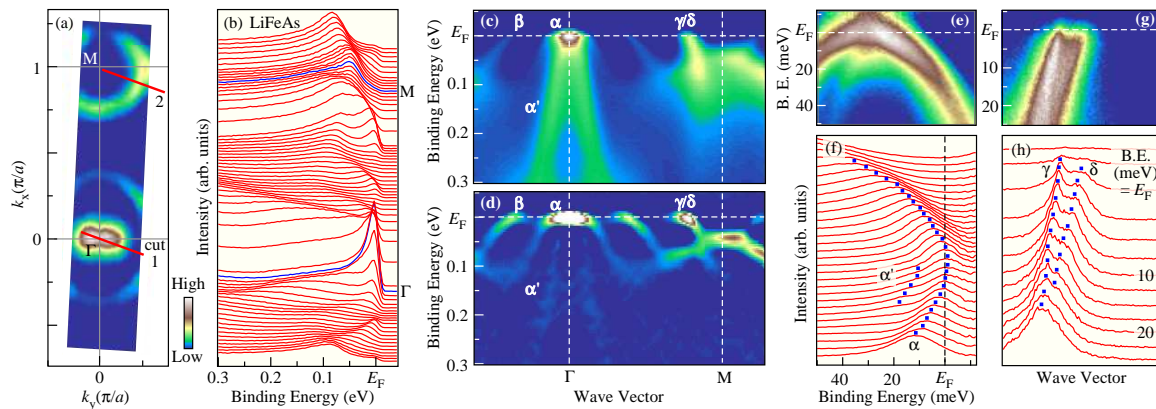 (a)
M
1
2
0
Γ
cut
1
kx(π/a)
0
ky(π/a)
High
Low
(b) LiFeAs
M
Γ
Intensity (arb. units)
0.3 0.2 0.1 EF
Binding Energy (eV)
(c)
β α γ/δ
EF
0.1
α'
0.2
0.3
Binding Energy (eV)
(d)
β α γ/δ
EF
0.1
α'
0.2
0.3
Binding Energy (eV)
Γ M
Wave Vector
(e)
EF
20
40
B. E. (meV)
(f)
α'
α
Intensity (arb. units)
40 20 EF
Binding Energy (meV)
(g)
EF
10
20
(h)
B.E.
(meV)
= EF
γ δ
10
20
Wave Vector